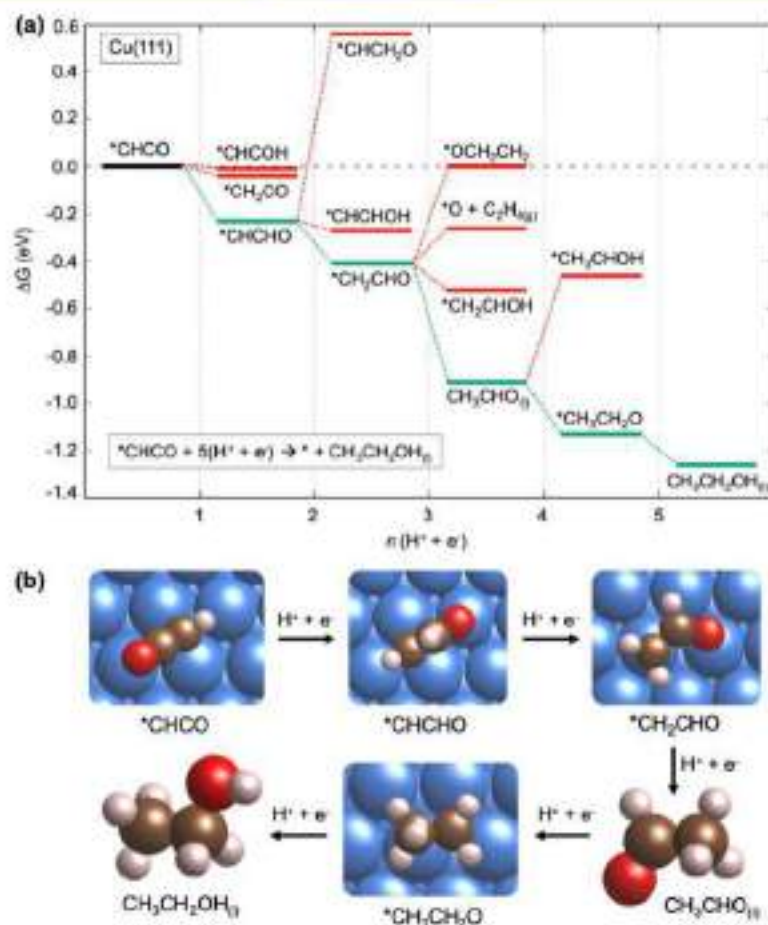 (a)
Cu(111)
*CHCHO
*CHCO
*CHCOH
*CH₂CO
*CHCH₂O
*CHCHOH
*CH₂CHO
*OCH₂CH₂
*O + C₂H₄(g)
*CH₂CHOH
CH₃CHO(l)
*CH₃CHOH
*CH₃CH₂O
CH₃CH₂OH(l)
*CHCO + 5(H⁺ + e⁻) → * + CH₃CH₂OH(l)
ΔG (eV)
0.6
0.4
0.2
0.0
-0.2
-0.4
-0.6
-0.8
-1.0
-1.2
-1.4
1 2 3 4 5
n (H⁺ + e⁻)
(b)
H⁺ + e⁻
H⁺ + e⁻
*CHCO
*CHCHO
*CH₂CHO
H⁺ + e⁻
H⁺ + e⁻
H⁺ + e⁻
CH₃CH₂OH(l)
*CH₃CH₂O
CH₃CHO(l)